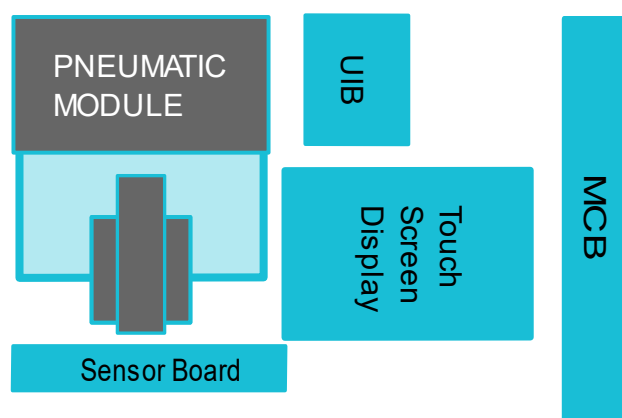 PNEUMATIC
MODULE
UIB
Touch
Screen
Display
MCB
Sensor Board